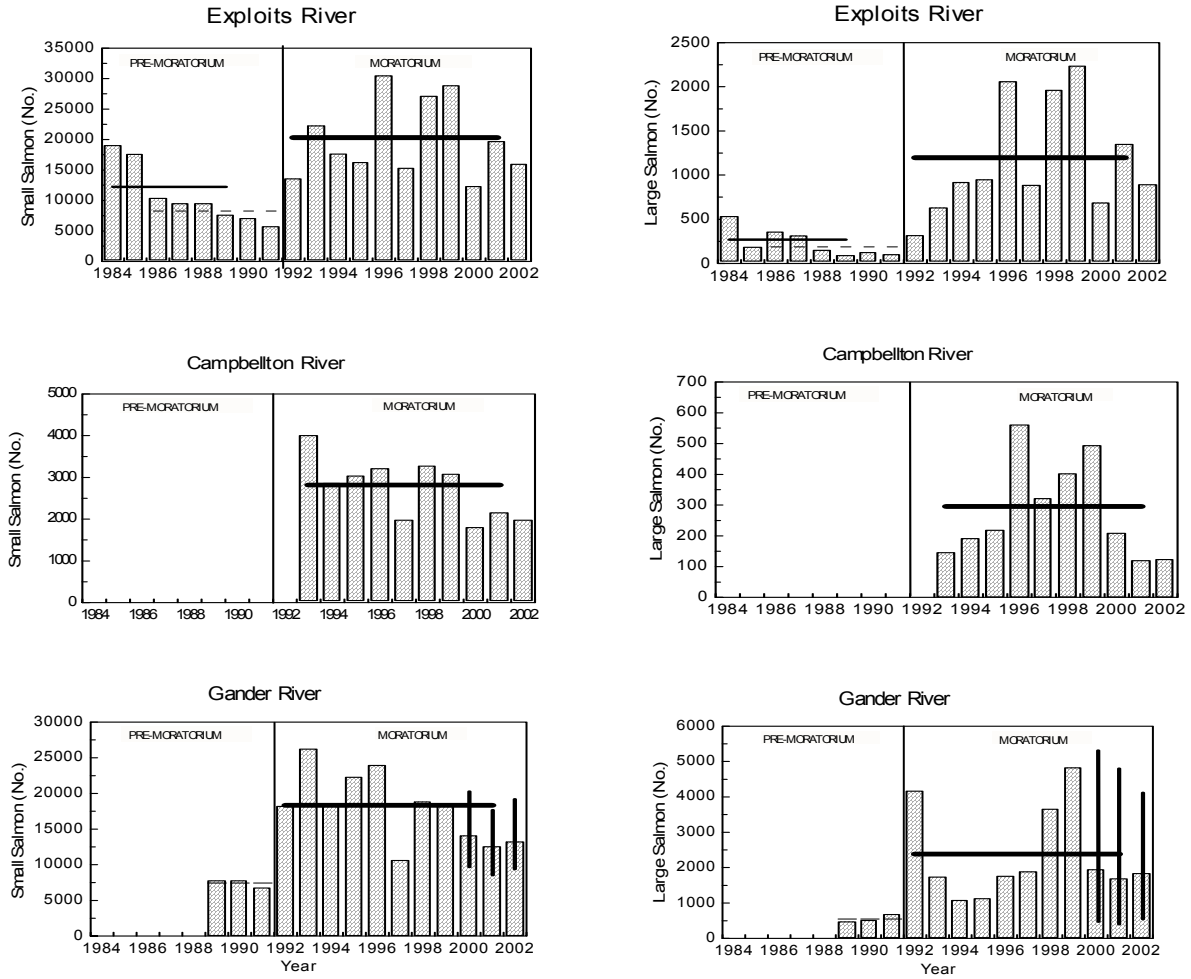 Exploits River
Small Salmon (No.)
35000
30000
25000
20000
15000
10000
5000
0
PRE-MORATORIUM
MORATORIUM
1984 1986 1988 1990 1992 1994 1996 1998 2000 2002
Exploits River
Large Salmon (No.)
2500
2000
1500
1000
500
0
PRE-MORATORIUM
MORATORIUM
1984 1986 1988 1990 1992 1994 1996 1998 2000 2002
Campbellton River
Small Salmon (No.)
5000
4000
3000
2000
1000
0
PRE-MORATORIUM
MORATORIUM
1984 1986 1988 1990 1992 1994 1996 1998 2000 2002
Campbellton River
Large Salmon (No.)
700
600
500
400
300
200
100
0
PRE-MORATORIUM
MORATORIUM
1984 1986 1988 1990 1992 1994 1996 1998 2000 2002
Gander River
Small Salmon (No.)
30000
25000
20000
15000
10000
5000
0
PRE-MORATORIUM
MORATORIUM
1984 1986 1988 1990 1992 1994 1996 1998 2000 2002
Year
Gander River
Large Salmon (No.)
6000
5000
4000
3000
2000
1000
0
PRE-MORATORIUM
MORATORIUM
1984 1986 1988 1990 1992 1994 1996 1998 2000 2002
Year